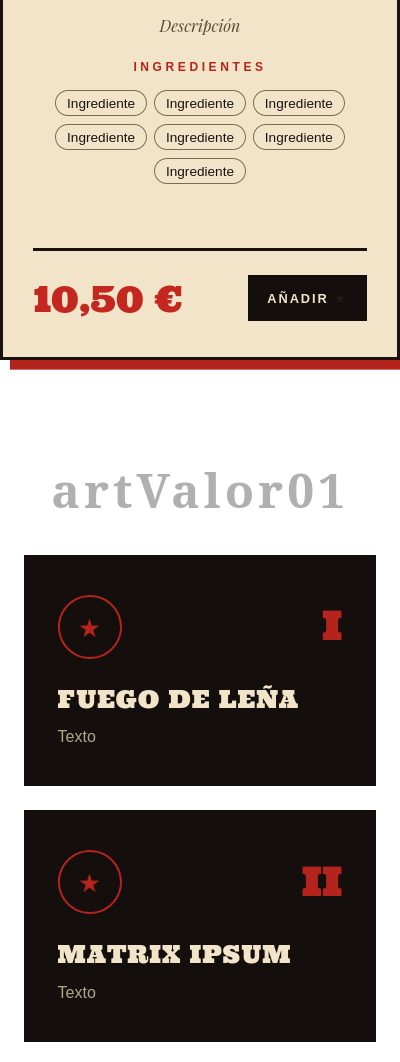 Descripción
INGREDIENTES
Ingrediente Ingrediente Ingrediente
Ingrediente Ingrediente Ingrediente
Ingrediente
10,50 €
AÑADIR ★
artValor01
★ I
FUEGO DE LEÑA
Texto
★ II
MATRIX IPSUM
Texto